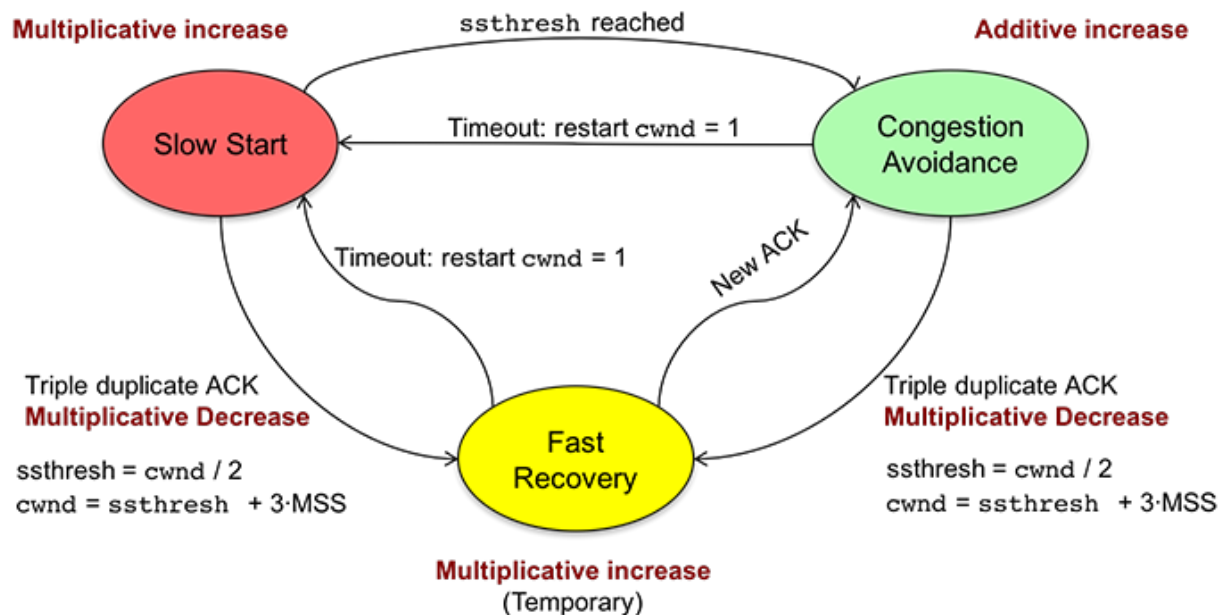 Multiplicative increase
ssthresh reached
Additive increase
Slow Start
Timeout: restart cwnd = 1
Congestion
Avoidance
Timeout: restart cwnd = 1
New ACK
Triple duplicate ACK
Multiplicative Decrease
ssthresh = cwnd / 2
cwnd = ssthresh + 3·MSS
Fast
Recovery
Triple duplicate ACK
Multiplicative Decrease
ssthresh = cwnd / 2
cwnd = ssthresh + 3·MSS
Multiplicative increase
(Temporary)